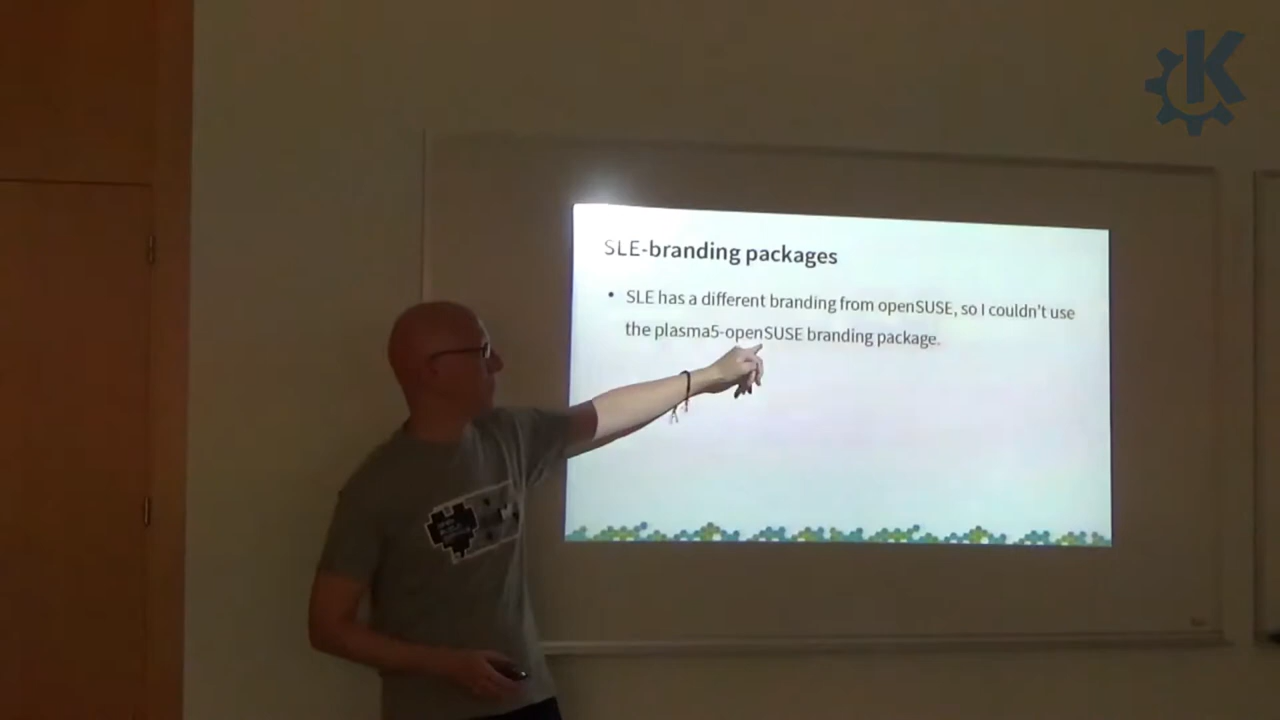 SLE-branding packages
• SLE has a different branding from openSUSE, so I couldn't use
the plasma5-openSUSE branding package.
K